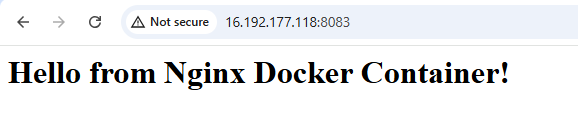 Not secure 16.192.177.118:8083
Hello from Nginx Docker Container!